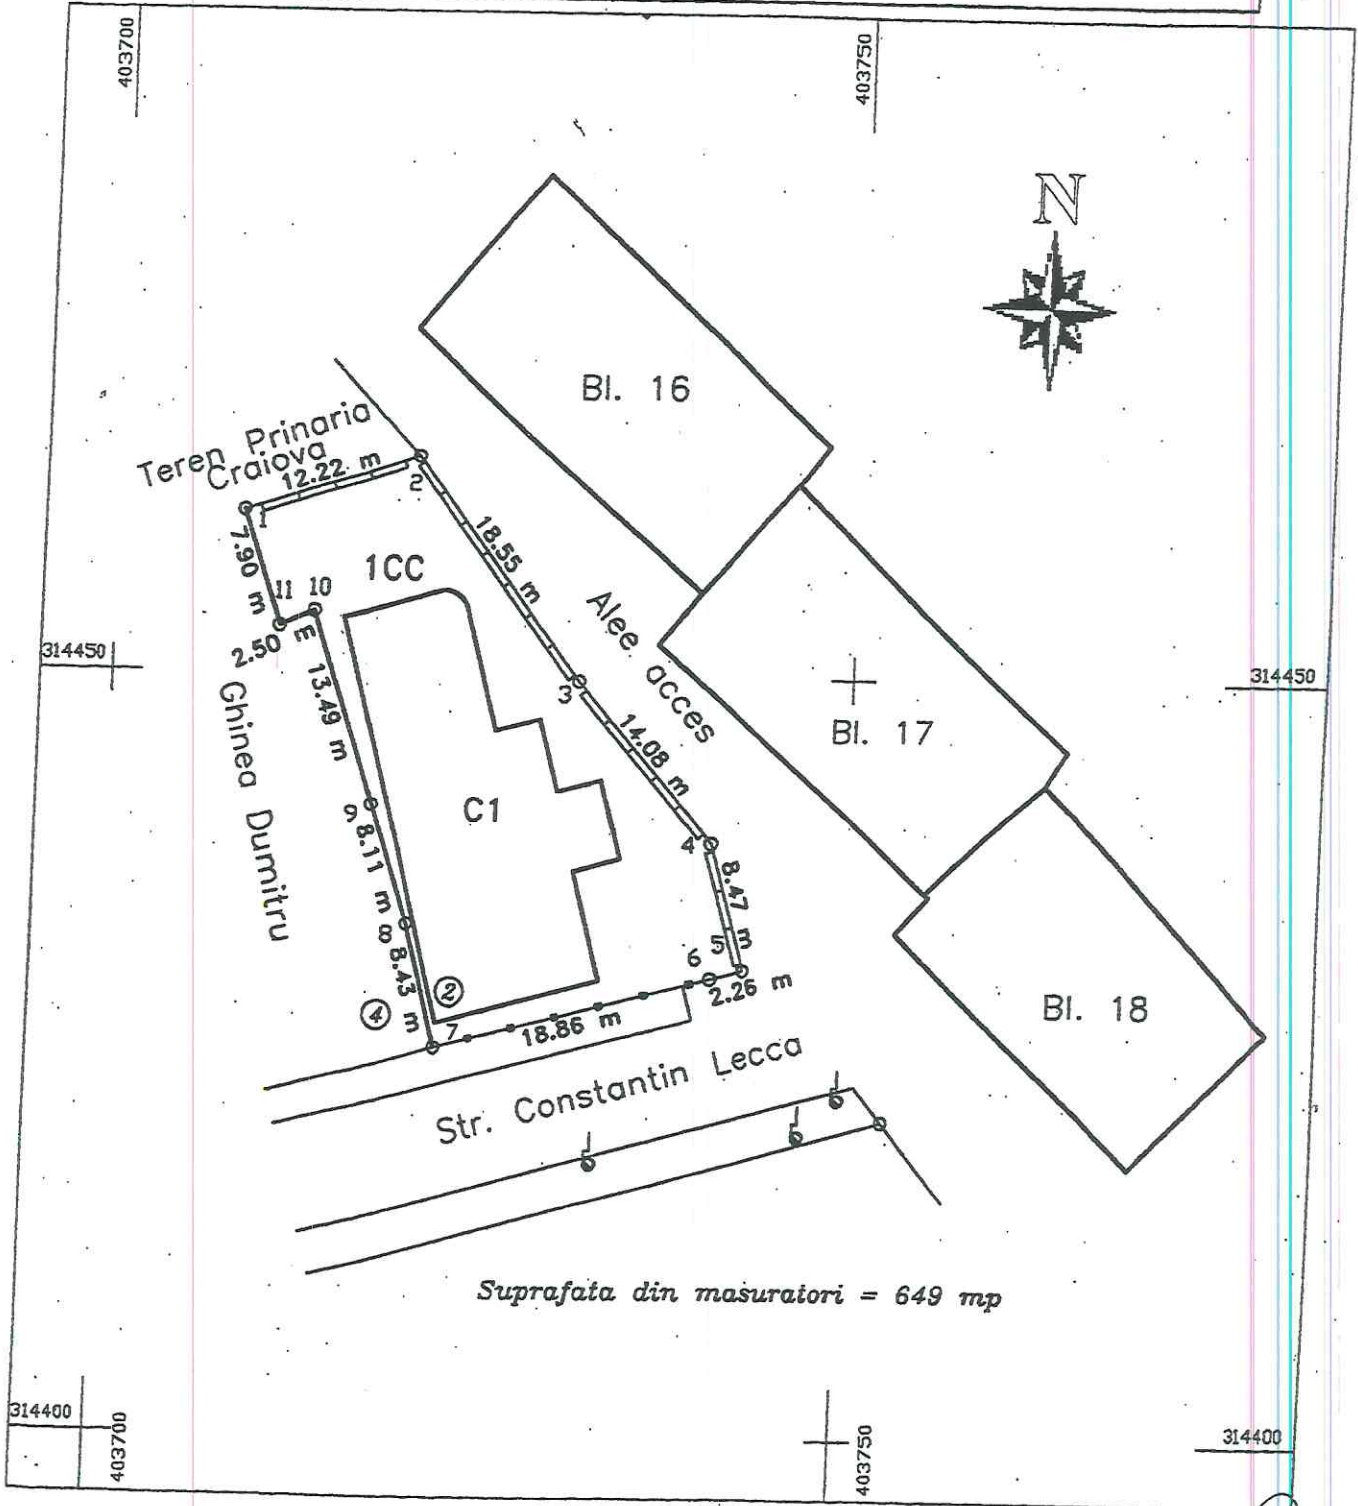 403700
403750
N
Bl. 16
Teren Prinaria
Craiova
12.22 m
1
2
7.90 m
18.55 m
1CC
11
10
2.50 m
Alee acces
314450
314450
3
13.49 m
Ghinea Dumitru
14.08 m
Bl. 17
C1
9
4
8.11 m
8.47 m
8
8.43 m
6
5
2.26 m
2
4
7
18.86 m
Bl. 18
Str. Constantin Lecca
Suprafata din masuratori = 649 mp
314400
403700
403750
314400